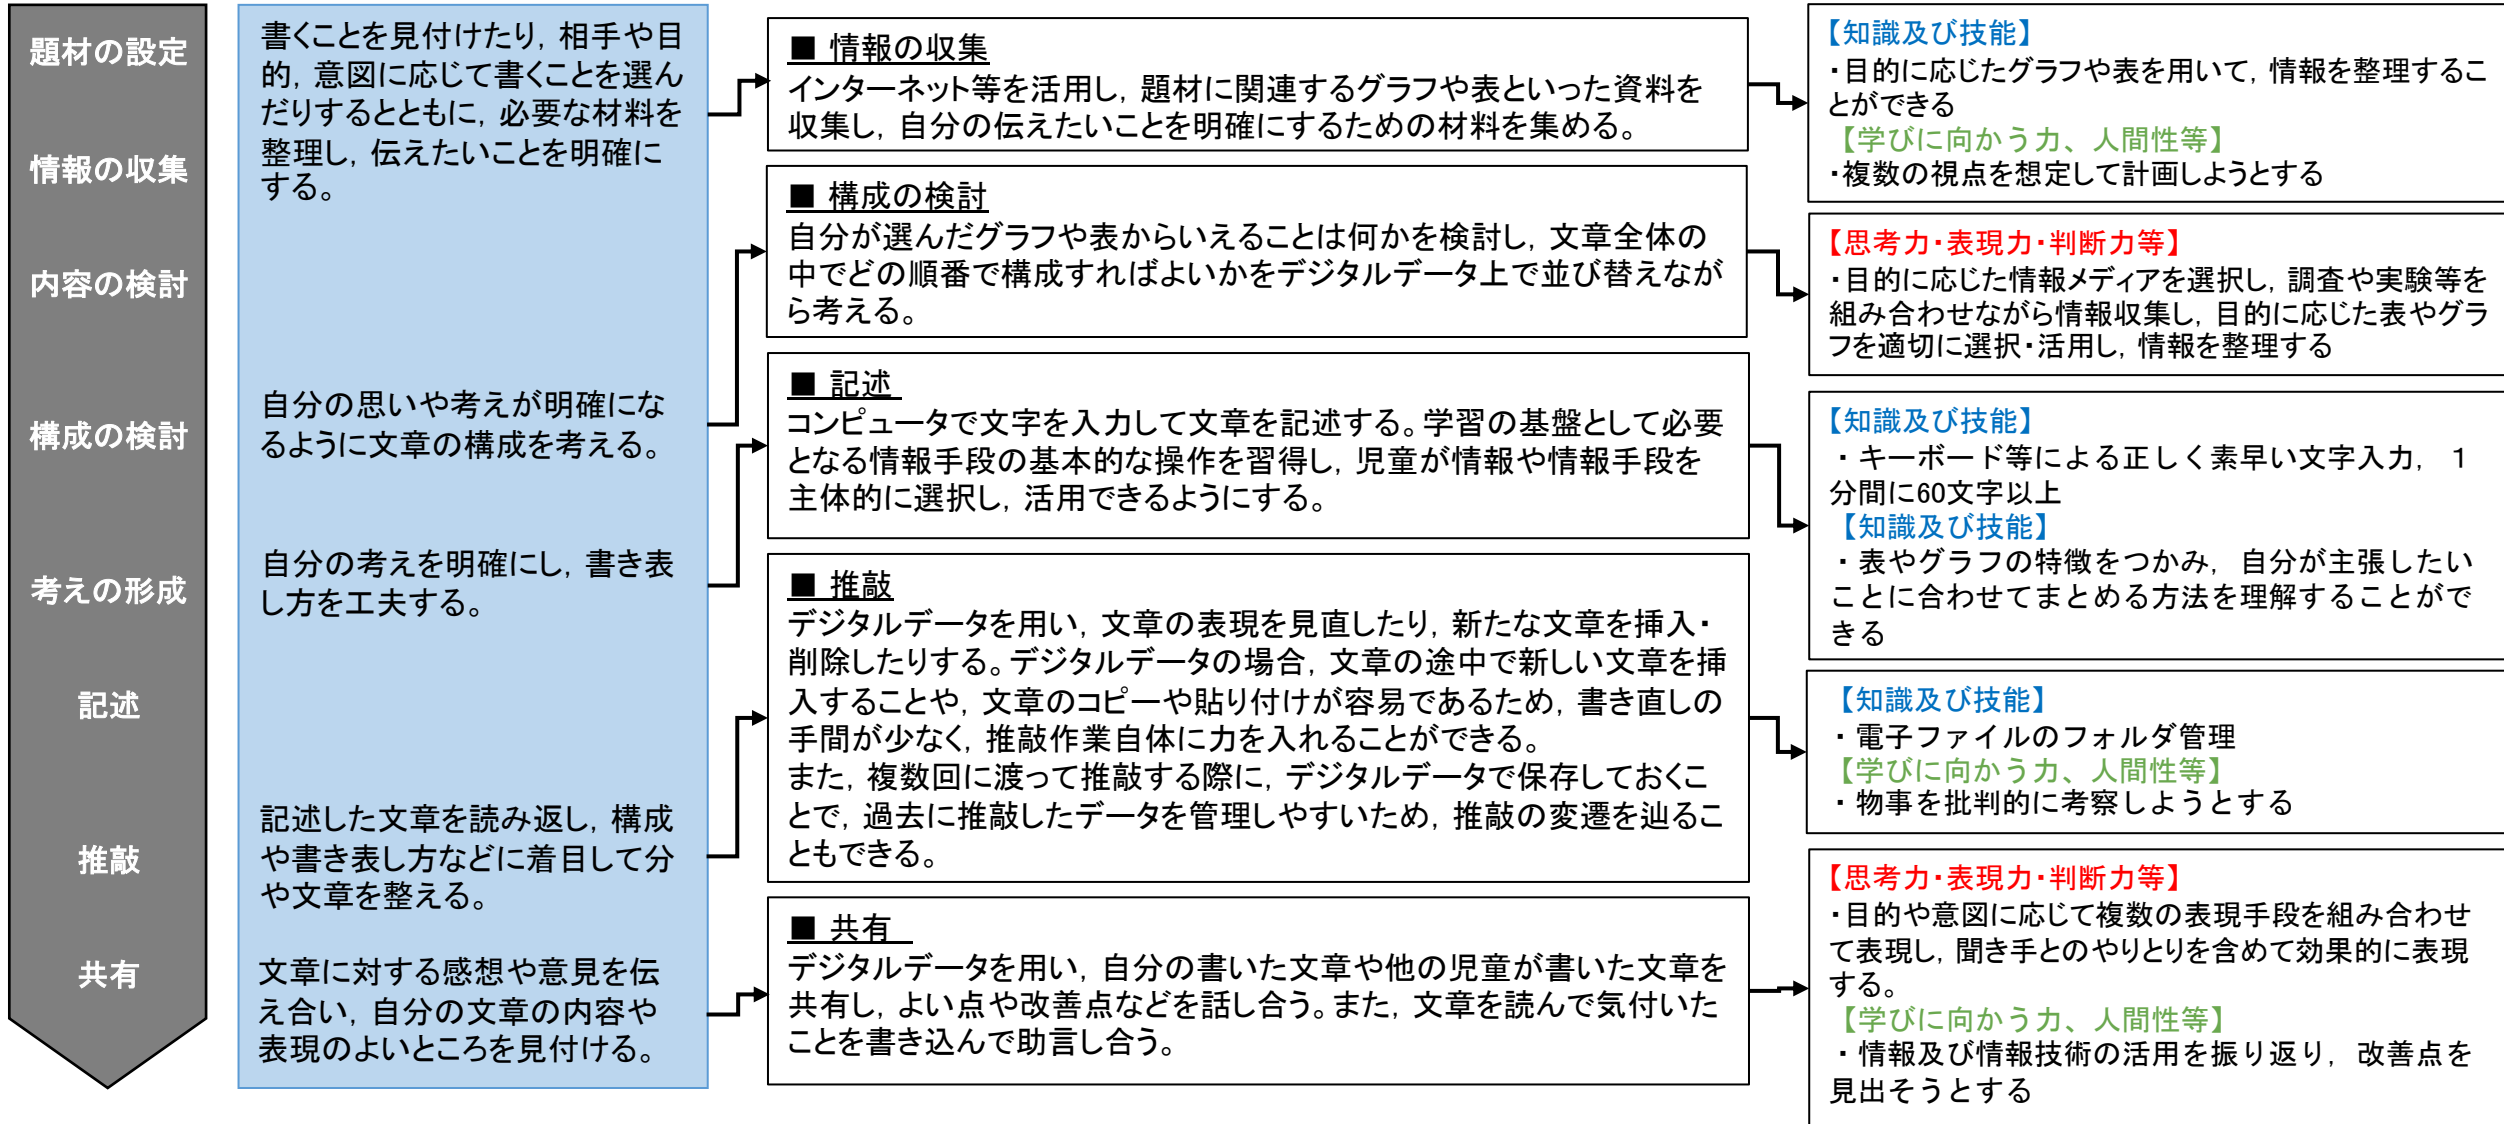 題材の設定
情報の収集
内容の検討
構成の検討
考えの形成
記述
推敲
共有
書くことを見付けたり，相手や目
的，意図に応じて書くことを選ん
だりするとともに，必要な材料を
整理し，伝えたいことを明確に
する。
自分の思いや考えが明確にな
るように文章の構成を考える。
自分の考えを明確にし，書き表
し方を工夫する。
記述した文章を読み返し，構成
や書き表し方などに着目して分
や文章を整える。
文章に対する感想や意見を伝
え合い，自分の文章の内容や
表現のよいところを見付ける。
■ 情報の収集
インターネット等を活用し，題材に関連するグラフや表といった資料を
収集し，自分の伝えたいことを明確にするための材料を集める。
■ 構成の検討
自分が選んだグラフや表からいえることは何かを検討し，文章全体の
中でどの順番で構成すればよいかをデジタルデータ上で並び替えなが
ら考える。
■ 記述
コンピュータで文字を入力して文章を記述する。学習の基盤として必要
となる情報手段の基本的な操作を習得し，児童が情報や情報手段を
主体的に選択し，活用できるようにする。
■ 推敲
デジタルデータを用い，文章の表現を見直したり，新たな文章を挿入・
削除したりする。デジタルデータの場合，文章の途中で新しい文章を挿
入することや，文章のコピーや貼り付けが容易であるため，書き直しの
手間が少なく，推敲作業自体に力を入れることができる。
また，複数回に渡って推敲する際に，デジタルデータで保存しておくこ
とで，過去に推敲したデータを管理しやすいため，推敲の変遷を辿るこ
ともできる。
■ 共有
デジタルデータを用い，自分の書いた文章や他の児童が書いた文章を
共有し，よい点や改善点などを話し合う。また，文章を読んで気付いた
ことを書き込んで助言し合う。
【知識及び技能】
・目的に応じたグラフや表を用いて，情報を整理するこ
とができる
【学びに向かう力、人間性等】
・複数の視点を想定して計画しようとする
【思考力・表現力・判断力等】
・目的に応じた情報メディアを選択し，調査や実験等を
組み合わせながら情報収集し，目的に応じた表やグラ
フを適切に選択・活用し，情報を整理する
【知識及び技能】
・キーボード等による正しく素早い文字入力，　1
分間に60文字以上
【知識及び技能】
・表やグラフの特徴をつかみ，自分が主張したい
ことに合わせてまとめる方法を理解することがで
きる
【知識及び技能】
・電子ファイルのフォルダ管理
【学びに向かう力、人間性等】
・物事を批判的に考察しようとする
【思考力・表現力・判断力等】
・目的や意図に応じて複数の表現手段を組み合わせ
て表現し，聞き手とのやりとりを含めて効果的に表現
する。
【学びに向かう力、人間性等】
・情報及び情報技術の活用を振り返り，改善点を
見出そうとする